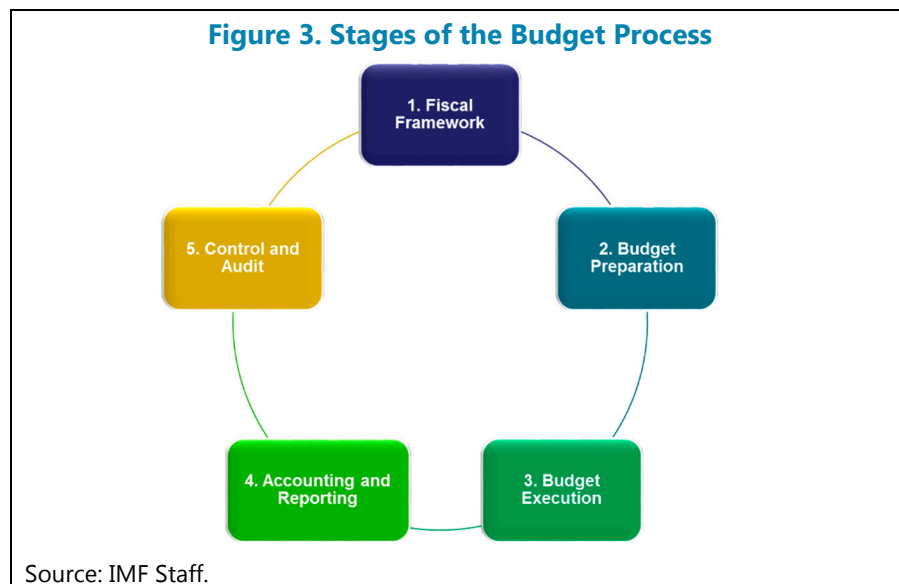 Figure 3. Stages of the Budget Process
1. Fiscal
Framework
2. Budget
Preparation
3. Budget
Execution
4. Accounting and
Reporting
5. Control and
Audit
Source: IMF Staff.